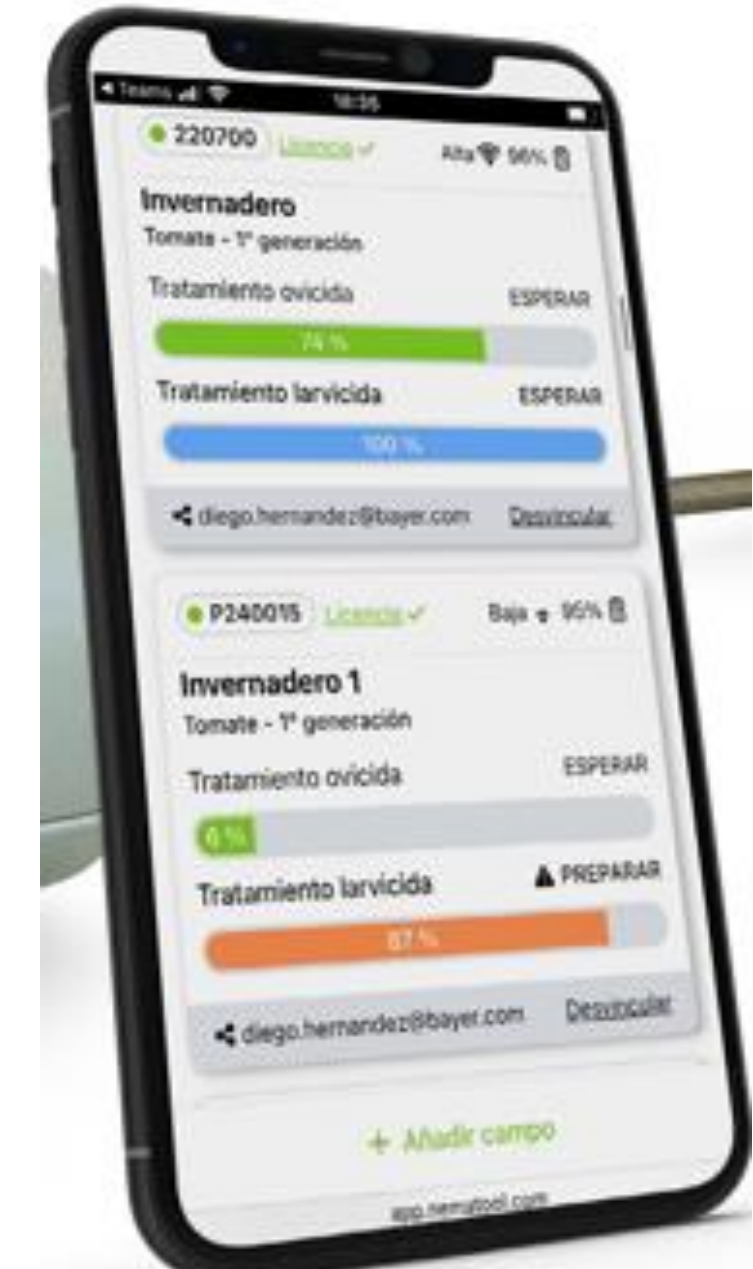 Teams
18:35
220700 Licencia Alta 96%
Invernadero
Tomate - 1ª generación
Tratamiento ovicida ESPERAR
74 %
Tratamiento larvicida ESPERAR
100 %
diego.hernandez@bayer.com Desvincular
P240015 Licencia Baja 95%
Invernadero 1
Tomate - 1ª generación
Tratamiento ovicida ESPERAR
6 %
Tratamiento larvicida PREPARAR
87 %
diego.hernandez@bayer.com Desvincular
+ Añadir campo
app.nematool.com